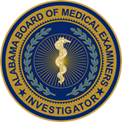 ALABAMA BOARD OF MEDICAL EXAMINERS
INVESTIGATOR